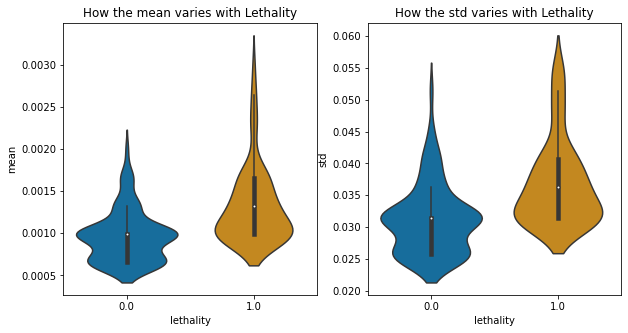 How the mean varies with Lethality
mean
0.0030
0.0025
0.0020
0.0015
0.0010
0.0005
0.0 1.0
lethality
How the std varies with Lethality
std
0.060
0.055
0.050
0.045
0.040
0.035
0.030
0.025
0.020
0.0 1.0
lethality